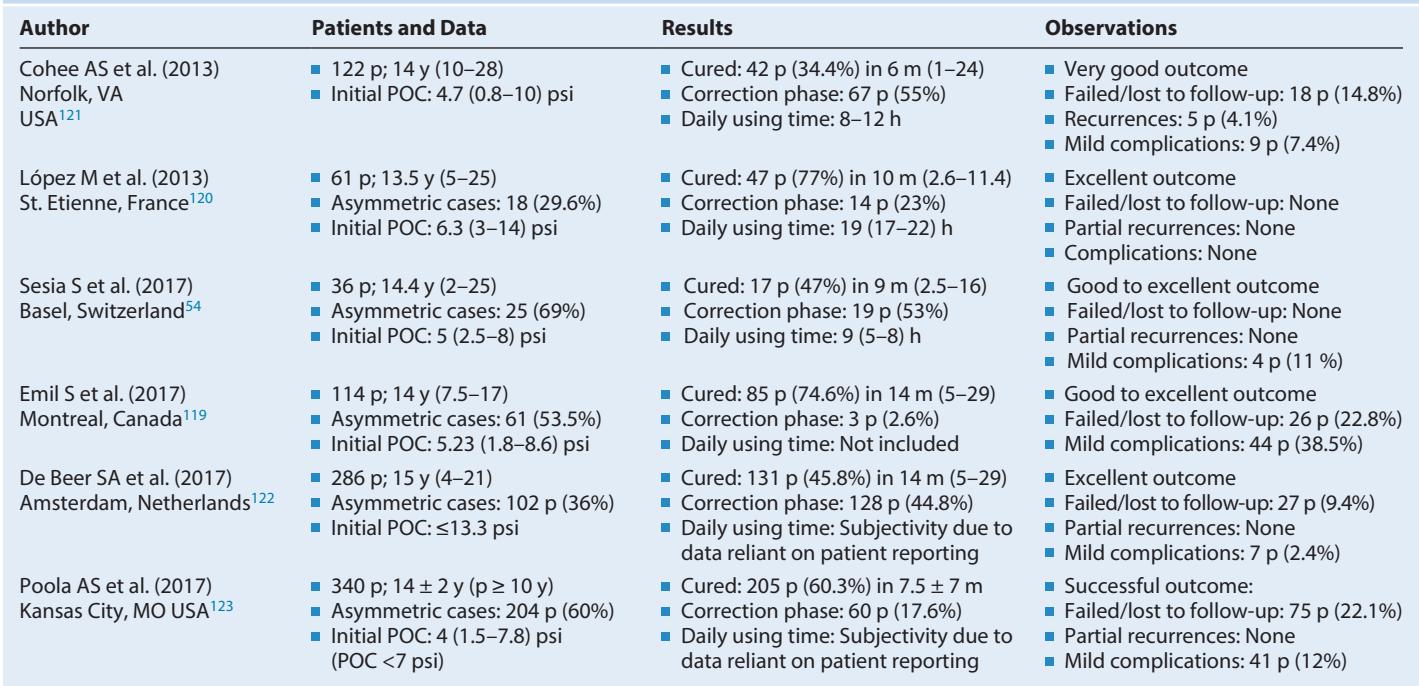 Author Patients and Data Results Observations
Cohee AS et al. (2013)
Norfolk, VA
USA121
■ 122 p; 14 y (10–28)
■ Initial POC: 4.7 (0.8–10) psi
■ Cured: 42 p (34.4%) in 6 m (1–24)
■ Correction phase: 67 p (55%)
■ Daily using time: 8–12 h
■ Very good outcome
■ Failed/lost to follow-up: 18 p (14.8%)
■ Recurrences: 5 p (4.1%)
■ Mild complications: 9 p (7.4%)
López M et al. (2013)
St. Etienne, France120
■ 61 p; 13.5 y (5–25)
■ Asymmetric cases: 18 (29.6%)
■ Initial POC: 6.3 (3–14) psi
■ Cured: 47 p (77%) in 10 m (2.6–11.4)
■ Correction phase: 14 p (23%)
■ Daily using time: 19 (17–22) h
■ Excellent outcome
■ Failed/lost to follow-up: None
■ Partial recurrences: None
■ Complications: None
Sesia S et al. (2017)
Basel, Switzerland54
■ 36 p; 14.4 y (2–25)
■ Asymmetric cases: 25 (69%)
■ Initial POC: 5 (2.5–8) psi
■ Cured: 17 p (47%) in 9 m (2.5–16)
■ Correction phase: 19 p (53%)
■ Daily using time: 9 (5–8) h
■ Good to excellent outcome
■ Failed/lost to follow-up: None
■ Partial recurrences: None
■ Mild complications: 4 p (11 %)
Emil S et al. (2017)
Montreal, Canada119
■ 114 p; 14 y (7.5–17)
■ Asymmetric cases: 61 (53.5%)
■ Initial POC: 5.23 (1.8–8.6) psi
■ Cured: 85 p (74.6%) in 14 m (5–29)
■ Correction phase: 3 p (2.6%)
■ Daily using time: Not included
■ Good to excellent outcome
■ Failed/lost to follow-up: 26 p (22.8%)
■ Mild complications: 44 p (38.5%)
De Beer SA et al. (2017)
Amsterdam, Netherlands122
■ 286 p; 15 y (4–21)
■ Asymmetric cases: 102 p (36%)
■ Initial POC: ≤13.3 psi
■ Cured: 131 p (45.8%) in 14 m (5–29)
■ Correction phase: 128 p (44.8%)
■ Daily using time: Subjectivity due to
data reliant on patient reporting
■ Excellent outcome
■ Failed/lost to follow-up: 27 p (9.4%)
■ Partial recurrences: None
■ Mild complications: 7 p (2.4%)
Poola AS et al. (2017)
Kansas City, MO USA123
■ 340 p; 14 ± 2 y (p ≥ 10 y)
■ Asymmetric cases: 204 p (60%)
■ Initial POC: 4 (1.5–7.8) psi
(POC <7 psi)
■ Cured: 205 p (60.3%) in 7.5 ± 7 m
■ Correction phase: 60 p (17.6%)
■ Daily using time: Subjectivity due to
data reliant on patient reporting
■ Successful outcome:
■ Failed/lost to follow-up: 75 p (22.1%)
■ Partial recurrences: None
■ Mild complications: 41 p (12%)